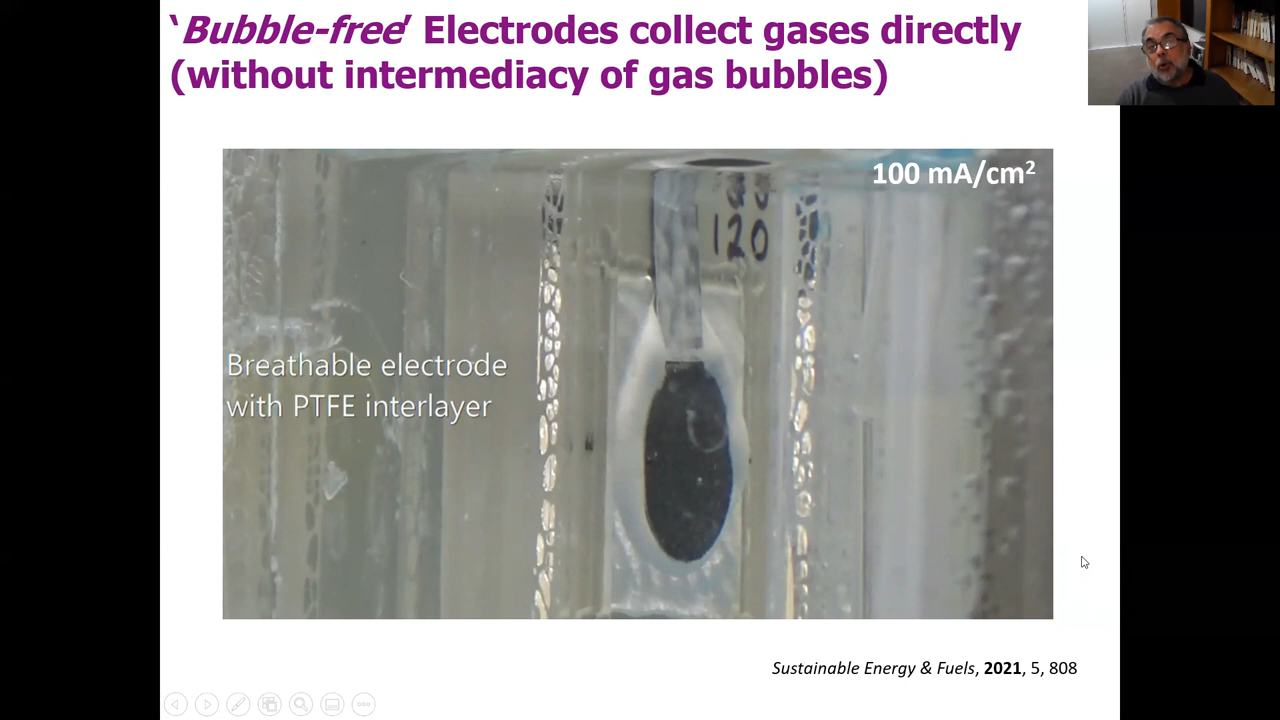 ‘Bubble-free’ Electrodes collect gases directly
(without intermediacy of gas bubbles)
100 mA/cm²
120
Breathable electrode
with PTFE interlayer
Sustainable Energy & Fuels, 2021, 5, 808